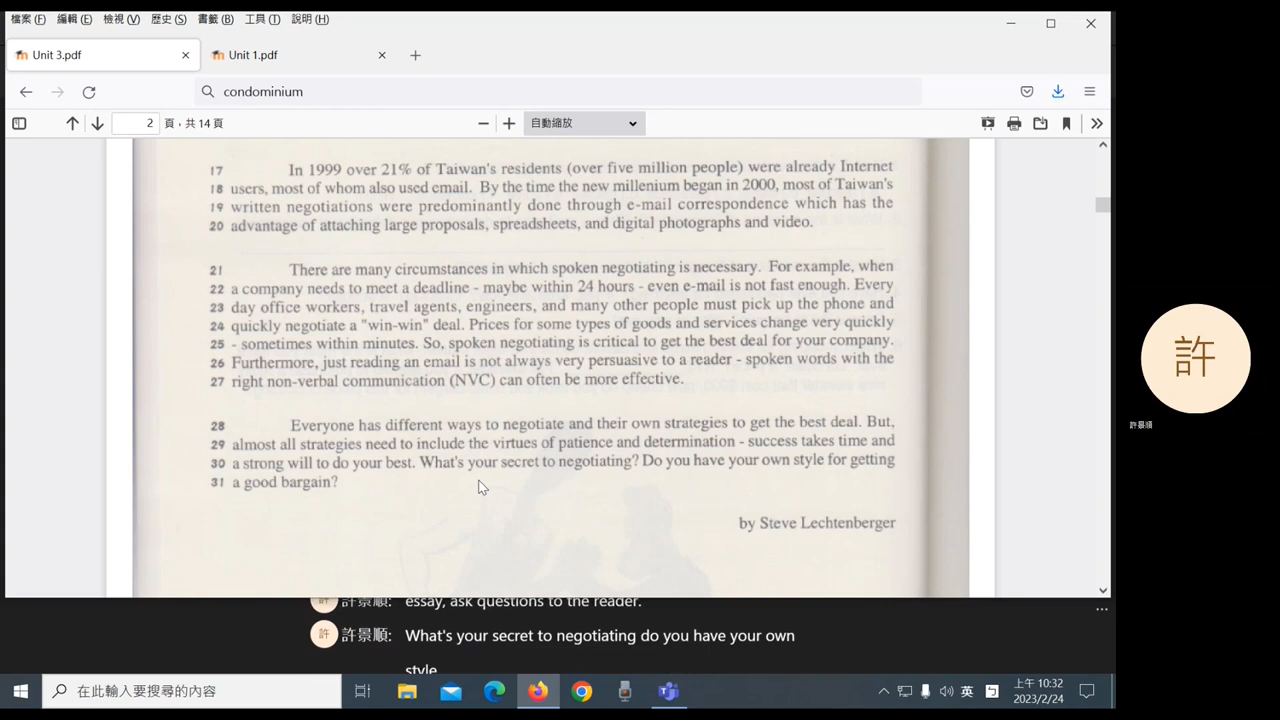 檔案(F) 編輯(E) 檢視(V) 歷史(S) 書籤(B) 工具(T) 說明(H)
Unit 3.pdf Unit 1.pdf
condominium
2 頁，共 14 頁 自動縮放
17 In 1999 over 21% of Taiwan's residents (over five million people) were already Internet
18 users, most of whom also used email. By the time the new millenium began in 2000, most of Taiwan's
19 written negotiations were predominantly done through e-mail correspondence which has the
20 advantage of attaching large proposals, spreadsheets, and digital photographs and video.
21 There are many circumstances in which spoken negotiating is necessary. For example, when
22 a company needs to meet a deadline - maybe within 24 hours - even e-mail is not fast enough. Every
23 day office workers, travel agents, engineers, and many other people must pick up the phone and
24 quickly negotiate a "win-win" deal. Prices for some types of goods and services change very quickly
25 - sometimes within minutes. So, spoken negotiating is critical to get the best deal for your company.
26 Furthermore, just reading an email is not always very persuasive to a reader - spoken words with the
27 right non-verbal communication (NVC) can often be more effective.
28 Everyone has different ways to negotiate and their own strategies to get the best deal. But,
29 almost all strategies need to include the virtues of patience and determination - success takes time and
30 a strong will to do your best. What's your secret to negotiating? Do you have your own style for getting
31 a good bargain?
by Steve Lechtenberger
許
許景順
許 許景順: essay, ask questions to the reader.
許 許景順: What's your secret to negotiating do you have your own
style
在此輸入要搜尋的內容
英
上午 10:32
2023/2/24